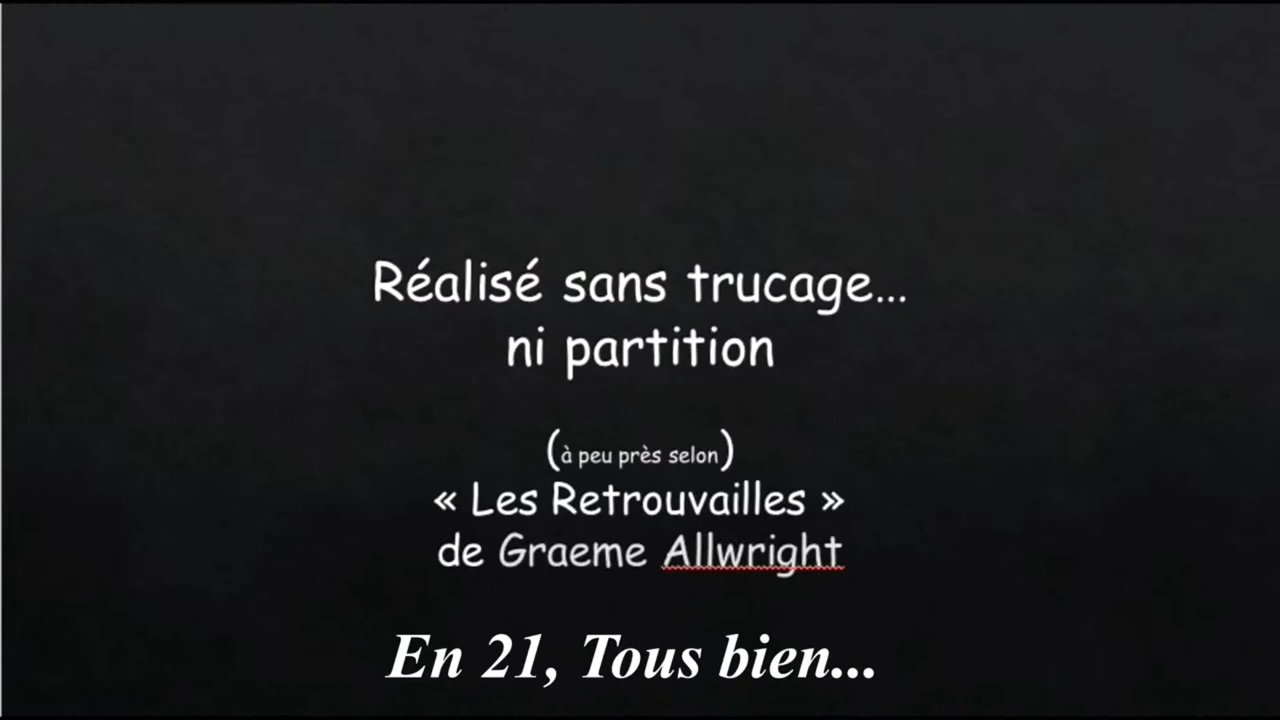 Réalisé sans trucage...
ni partition
(à peu près selon)
« Les Retrouvailles »
de Graeme Allwright
En 21, Tous bien...